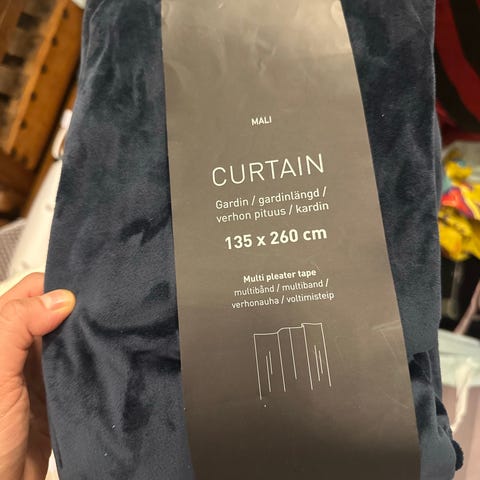 MALI
CURTAIN
Gardin / gardinlängd /
verhon pituus / kardin
135 x 260 cm
Multi pleater tape
multibånd / multiband /
verhonauha / voltimisteip